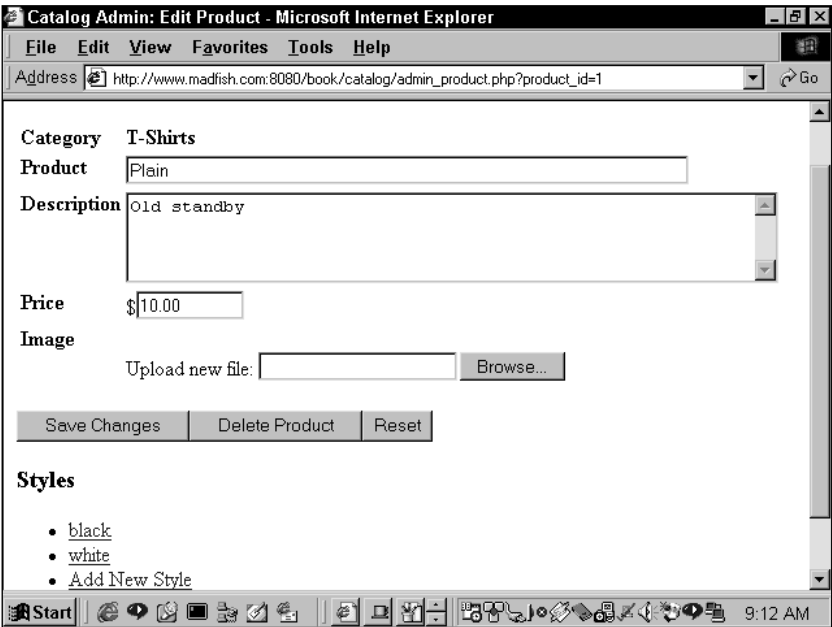 Catalog Admin: Edit Product - Microsoft Internet Explorer
File Edit View Favorites Tools Help
Address http://www.madfish.com:8080/book/catalog/admin_product.php?product_id=1 Go
Category T-Shirts
Product Plain
Description Old standby
Price $10.00
Image
Upload new file: Browse...
Save Changes Delete Product Reset
Styles
black
white
Add New Style
Start 9:12 AM